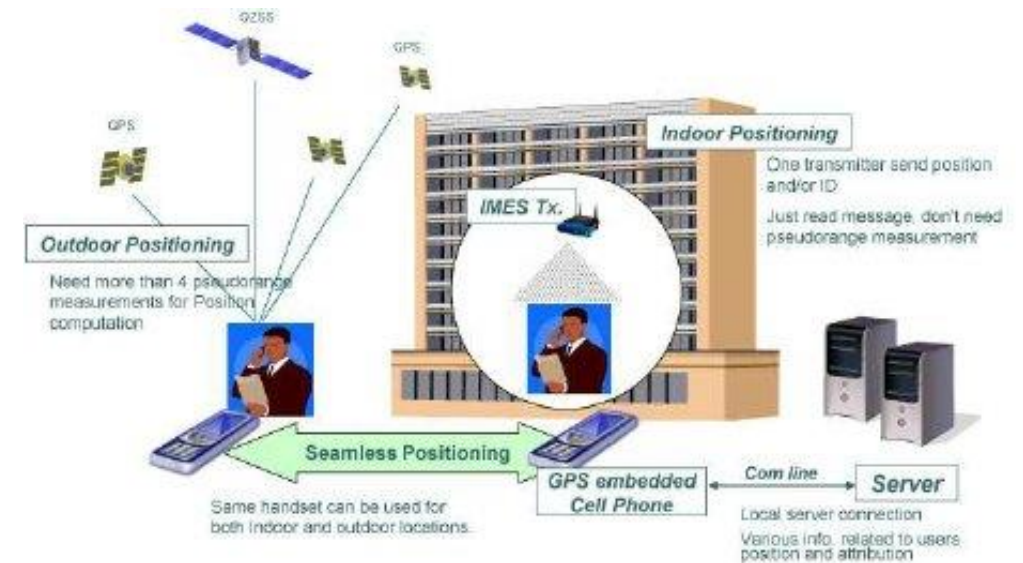 QZSS
GPS
GPS
Indoor Positioning
One transmitter send position
and/or ID
Just read message, don't need
pseudorange measurement
IMES Tx.
Outdoor Positioning
Need more than 4 pseudorange
measurements for Position
computation
Seamless Positioning
Same handset can be used for
both Indoor and outdoor locations.
GPS embedded
Cell Phone
Com line
Server
Local server connection
Various info. related to users
position and attribution